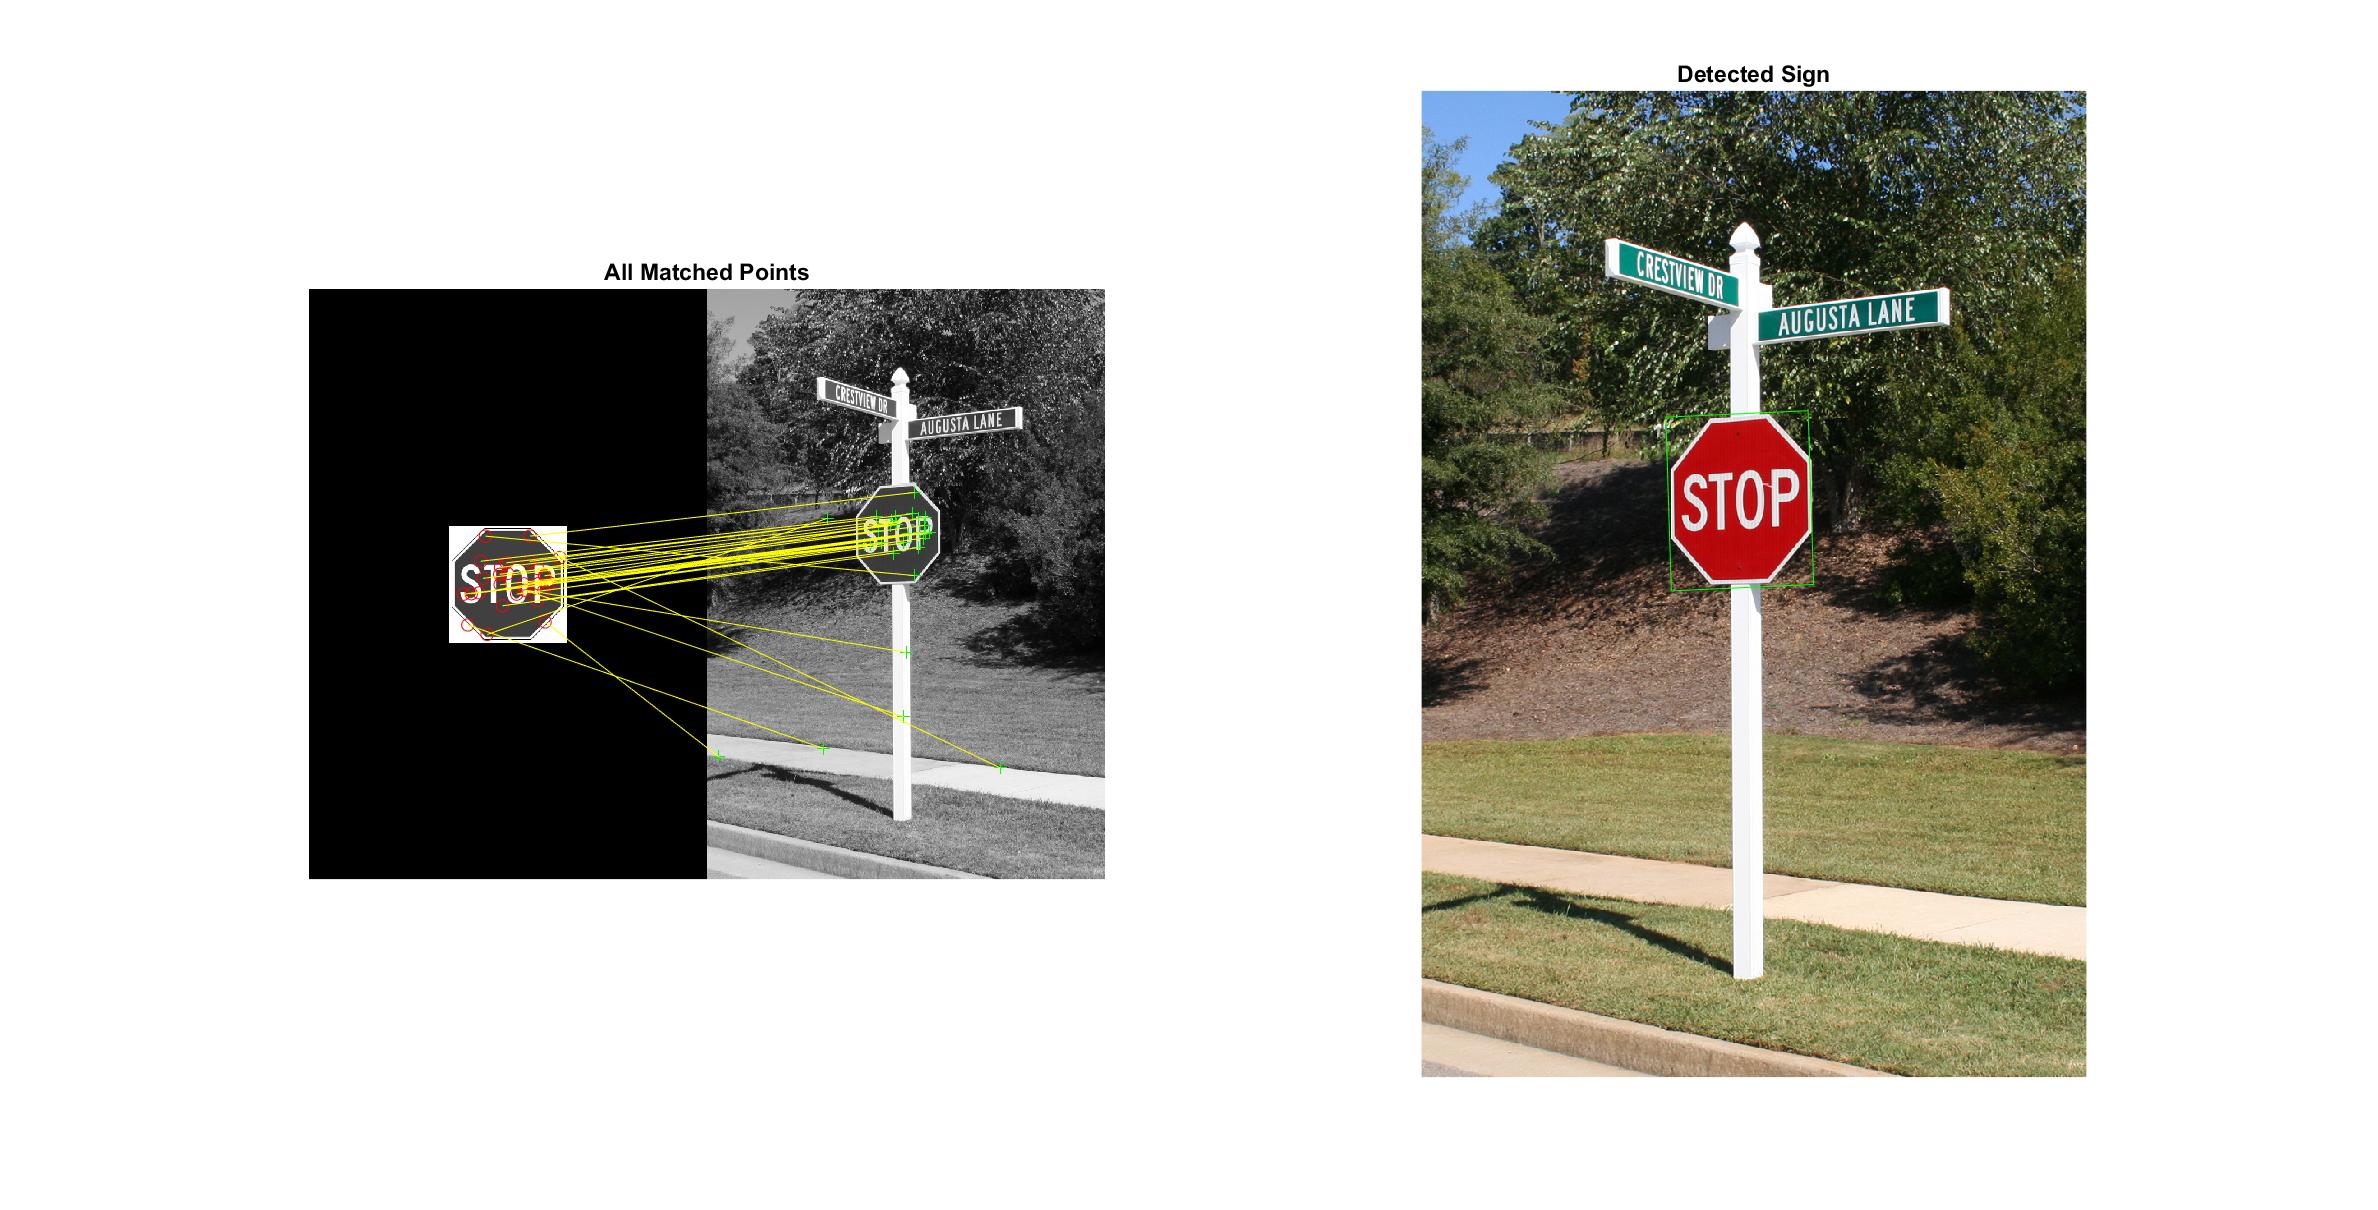 All Matched Points
CRESTVIEW DR
AUGUSTA LANE
STOP
STOP
Detected Sign
CRESTVIEW DR
AUGUSTA LANE
STOP